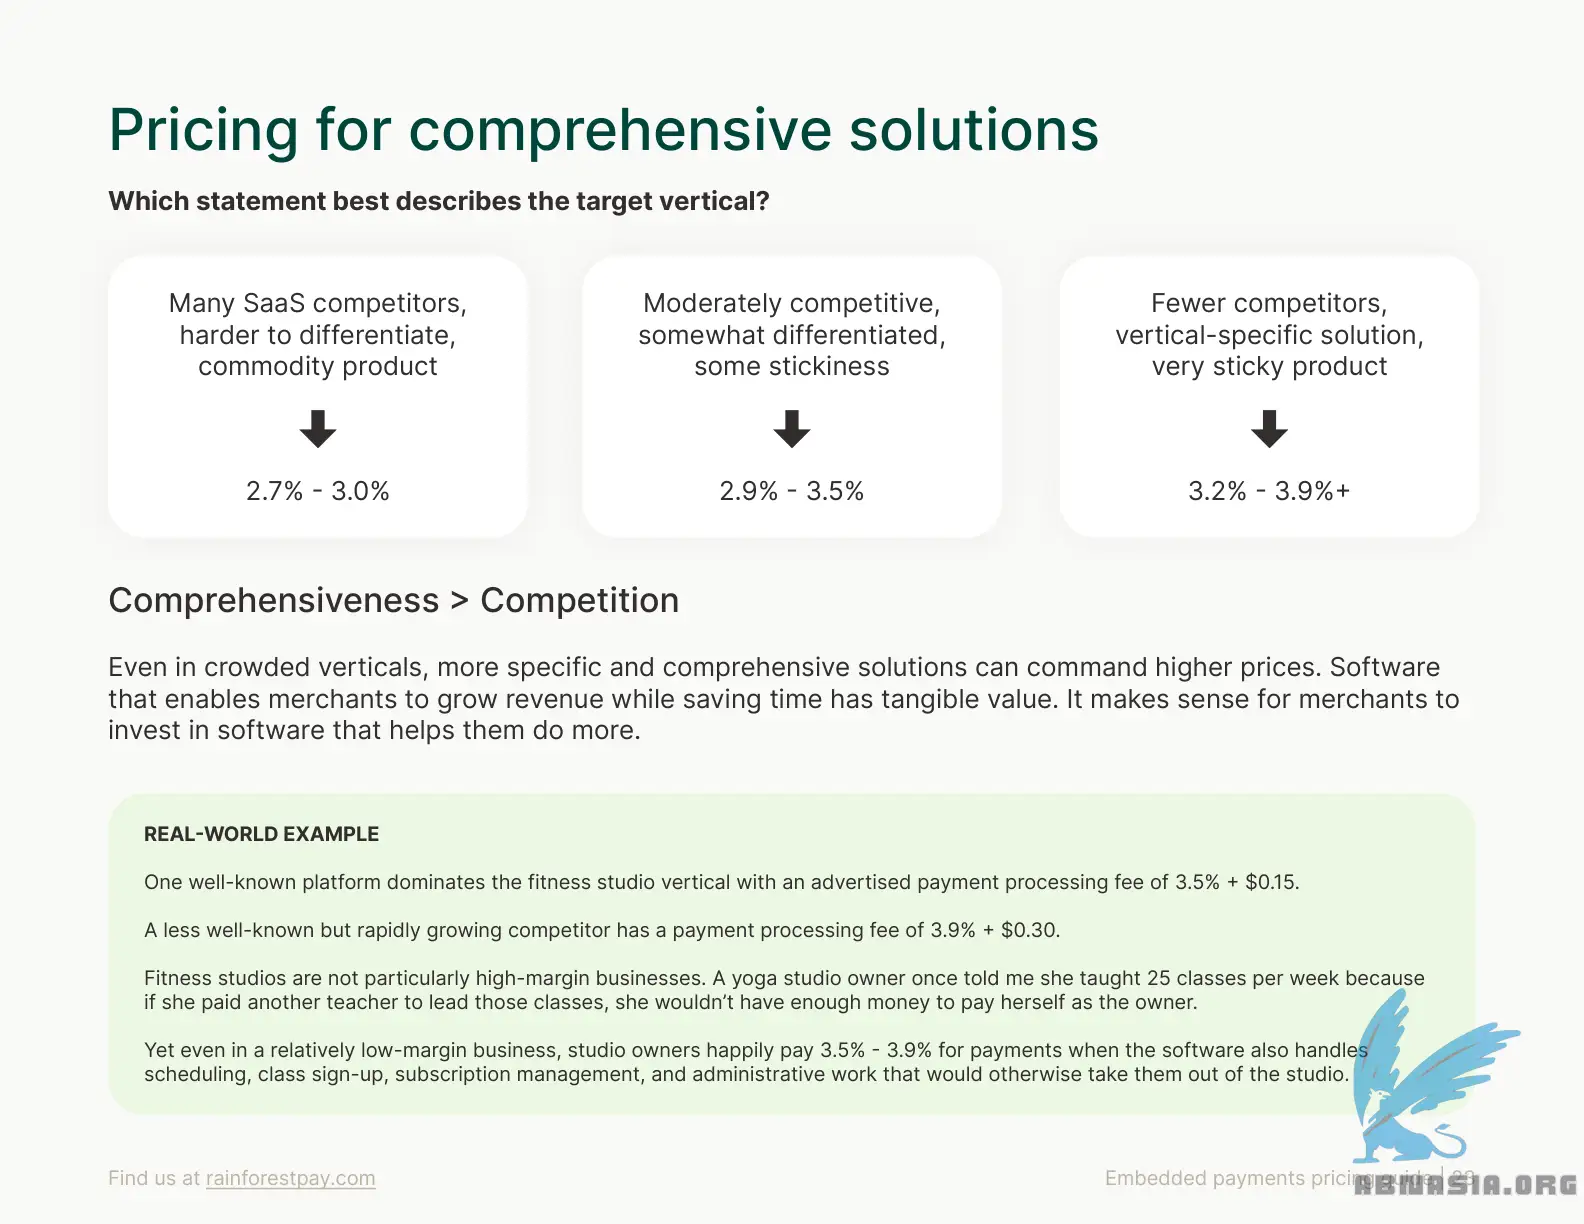 Pricing for comprehensive solutions
Which statement best describes the target vertical?
Many SaaS competitors,
harder to differentiate,
commodity product
2.7% - 3.0%
Moderately competitive,
somewhat differentiated,
some stickiness
2.9% - 3.5%
Fewer competitors,
vertical-specific solution,
very sticky product
3.2% - 3.9%+
Comprehensiveness > Competition
Even in crowded verticals, more specific and comprehensive solutions can command higher prices. Software
that enables merchants to grow revenue while saving time has tangible value. It makes sense for merchants to
invest in software that helps them do more.
REAL-WORLD EXAMPLE
One well-known platform dominates the fitness studio vertical with an advertised payment processing fee of 3.5% + $0.15.
A less well-known but rapidly growing competitor has a payment processing fee of 3.9% + $0.30.
Fitness studios are not particularly high-margin businesses. A yoga studio owner once told me she taught 25 classes per week because
if she paid another teacher to lead those classes, she wouldn’t have enough money to pay herself as the owner.
Yet even in a relatively low-margin business, studio owners happily pay 3.5% - 3.9% for payments when the software also handles
scheduling, class sign-up, subscription management, and administrative work that would otherwise take them out of the studio.
Find us at rainforestpay.com
Embedded payments pricing guide |
ABINASIA.ORG